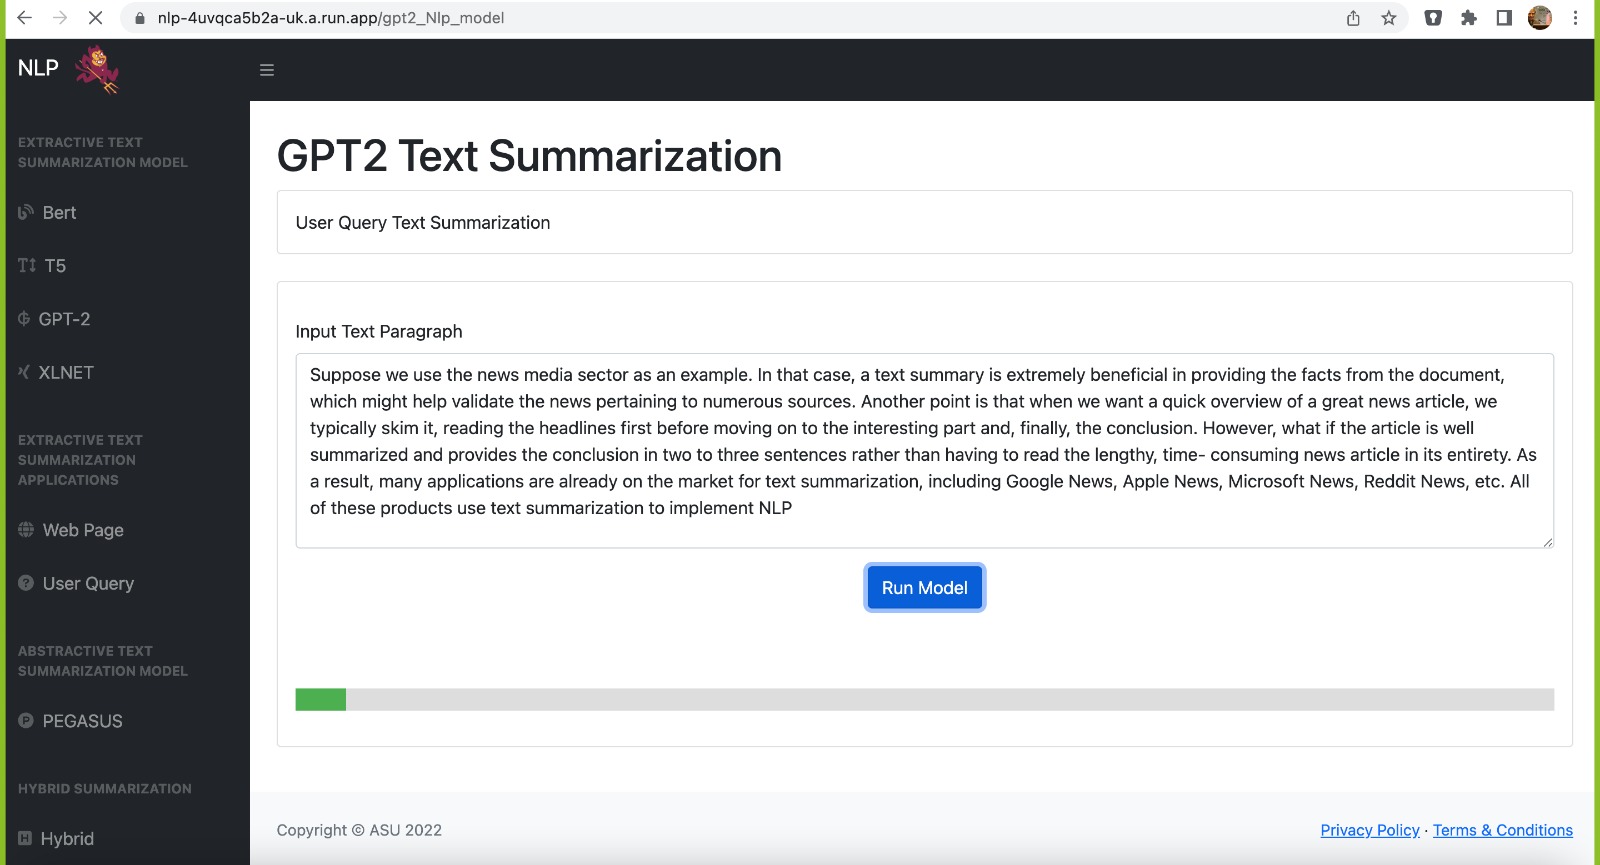 nlp-4uvqca5b2a-uk.a.run.app/gpt2_Nlp_model
NLP
EXTRACTIVE TEXT
SUMMARIZATION MODEL
Bert
T5
GPT-2
XLNET
EXTRACTIVE TEXT
SUMMARIZATION
APPLICATIONS
Web Page
User Query
ABSTRACTIVE TEXT
SUMMARIZATION MODEL
PEGASUS
HYBRID SUMMARIZATION
Hybrid
GPT2 Text Summarization
User Query Text Summarization
Input Text Paragraph
Suppose we use the news media sector as an example. In that case, a text summary is extremely beneficial in providing the facts from the document,
which might help validate the news pertaining to numerous sources. Another point is that when we want a quick overview of a great news article, we
typically skim it, reading the headlines first before moving on to the interesting part and, finally, the conclusion. However, what if the article is well
summarized and provides the conclusion in two to three sentences rather than having to read the lengthy, time- consuming news article in its entirety. As
a result, many applications are already on the market for text summarization, including Google News, Apple News, Microsoft News, Reddit News, etc. All
of these products use text summarization to implement NLP
Run Model
Copyright © ASU 2022
Privacy Policy · Terms & Conditions